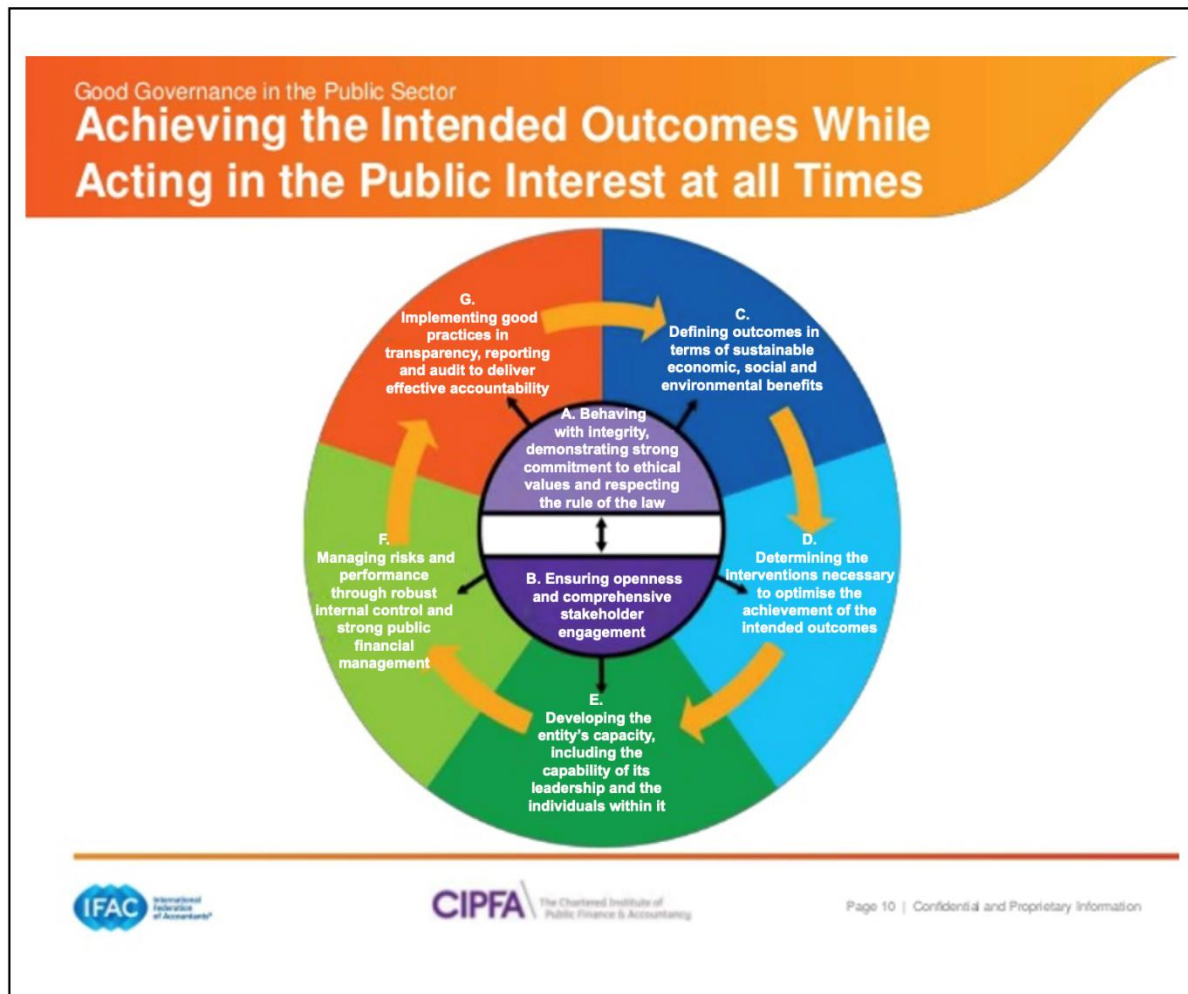 Good Governance in the Public Sector
Achieving the Intended Outcomes While
Acting in the Public Interest at all Times
G.
Implementing good
practices in
transparency, reporting
and audit to deliver
effective accountability
C.
Defining outcomes in
terms of sustainable
economic, social and
environmental benefits
A. Behaving
with integrity,
demonstrating strong
commitment to ethical
values and respecting
the rule of the law
F.
Managing risks and
performance
through robust
internal control and
strong public
financial
management
D.
Determining the
interventions necessary
to optimise the
achievement of the
intended outcomes
B. Ensuring openness
and comprehensive
stakeholder
engagement
E.
Developing the
entity's capacity,
including the
capability of its
leadership and the
individuals within it
IFAC
International
Federation
of Accountants®
CIPFA
The Chartered Institute of
Public Finance & Accountancy
Page 10 | Confidential and Proprietary Information